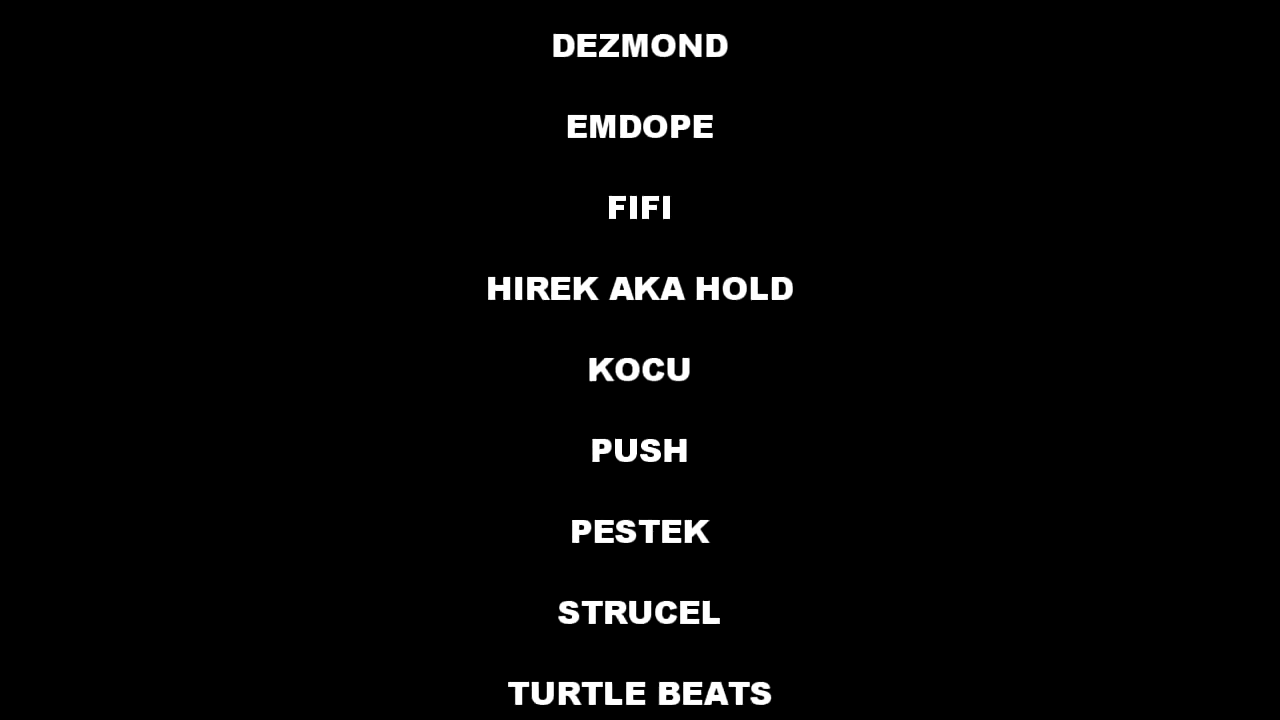 DEZMOND
EMDOPE
FIFI
HIREK AKA HOLD
KOCU
PUSH
PESTEK
STRUCEL
TURTLE BEATS